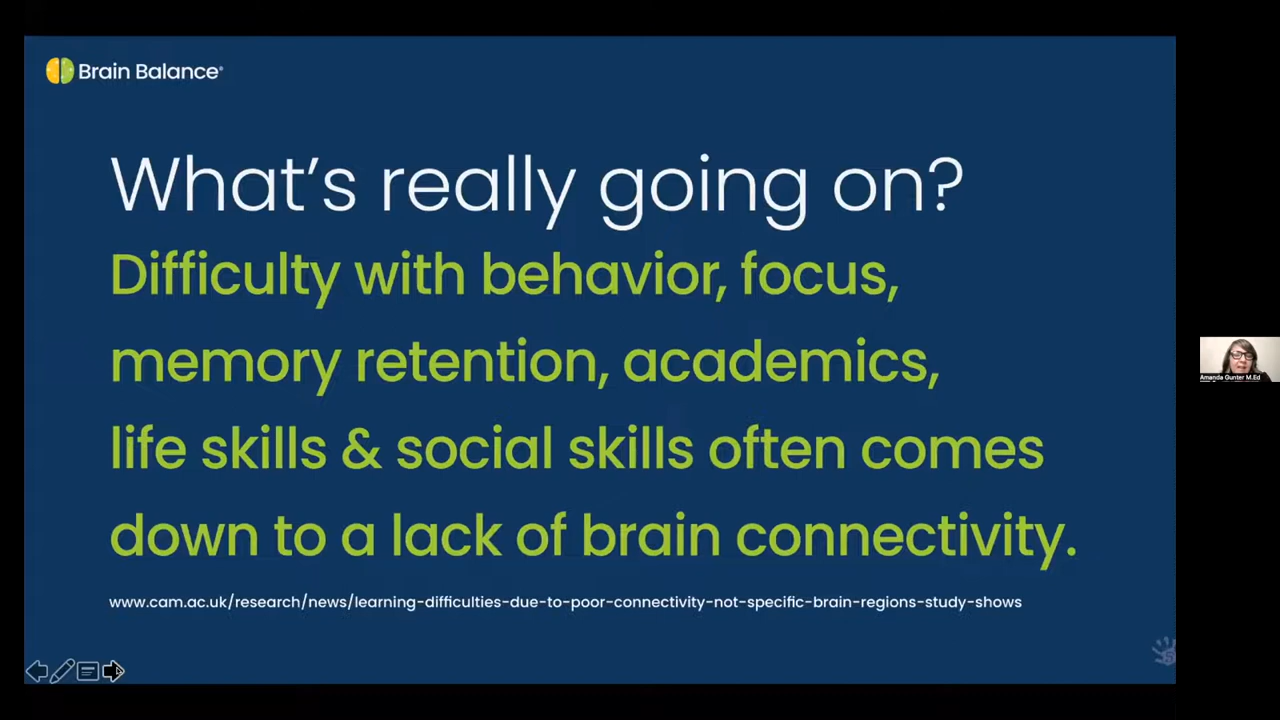 Brain Balance®
What's really going on?
Difficulty with behavior, focus,
memory retention, academics,
life skills & social skills often comes
down to a lack of brain connectivity.
www.cam.ac.uk/research/news/learning-difficulties-due-to-poor-connectivity-not-specific-brain-regions-study-shows
Amanda Gunter M.Ed
5